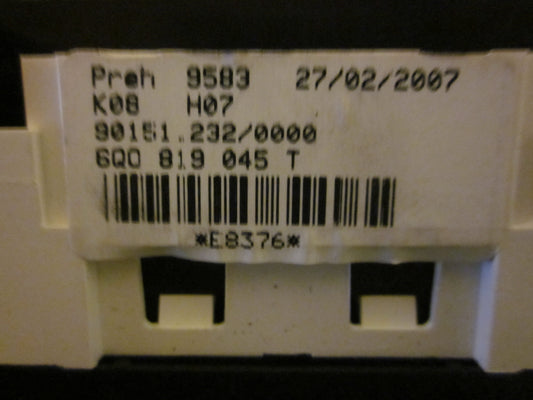 Preh 9583 27/02/2007
K08 H07
90151.232/0000
6Q0 819 045 T
*E8376*